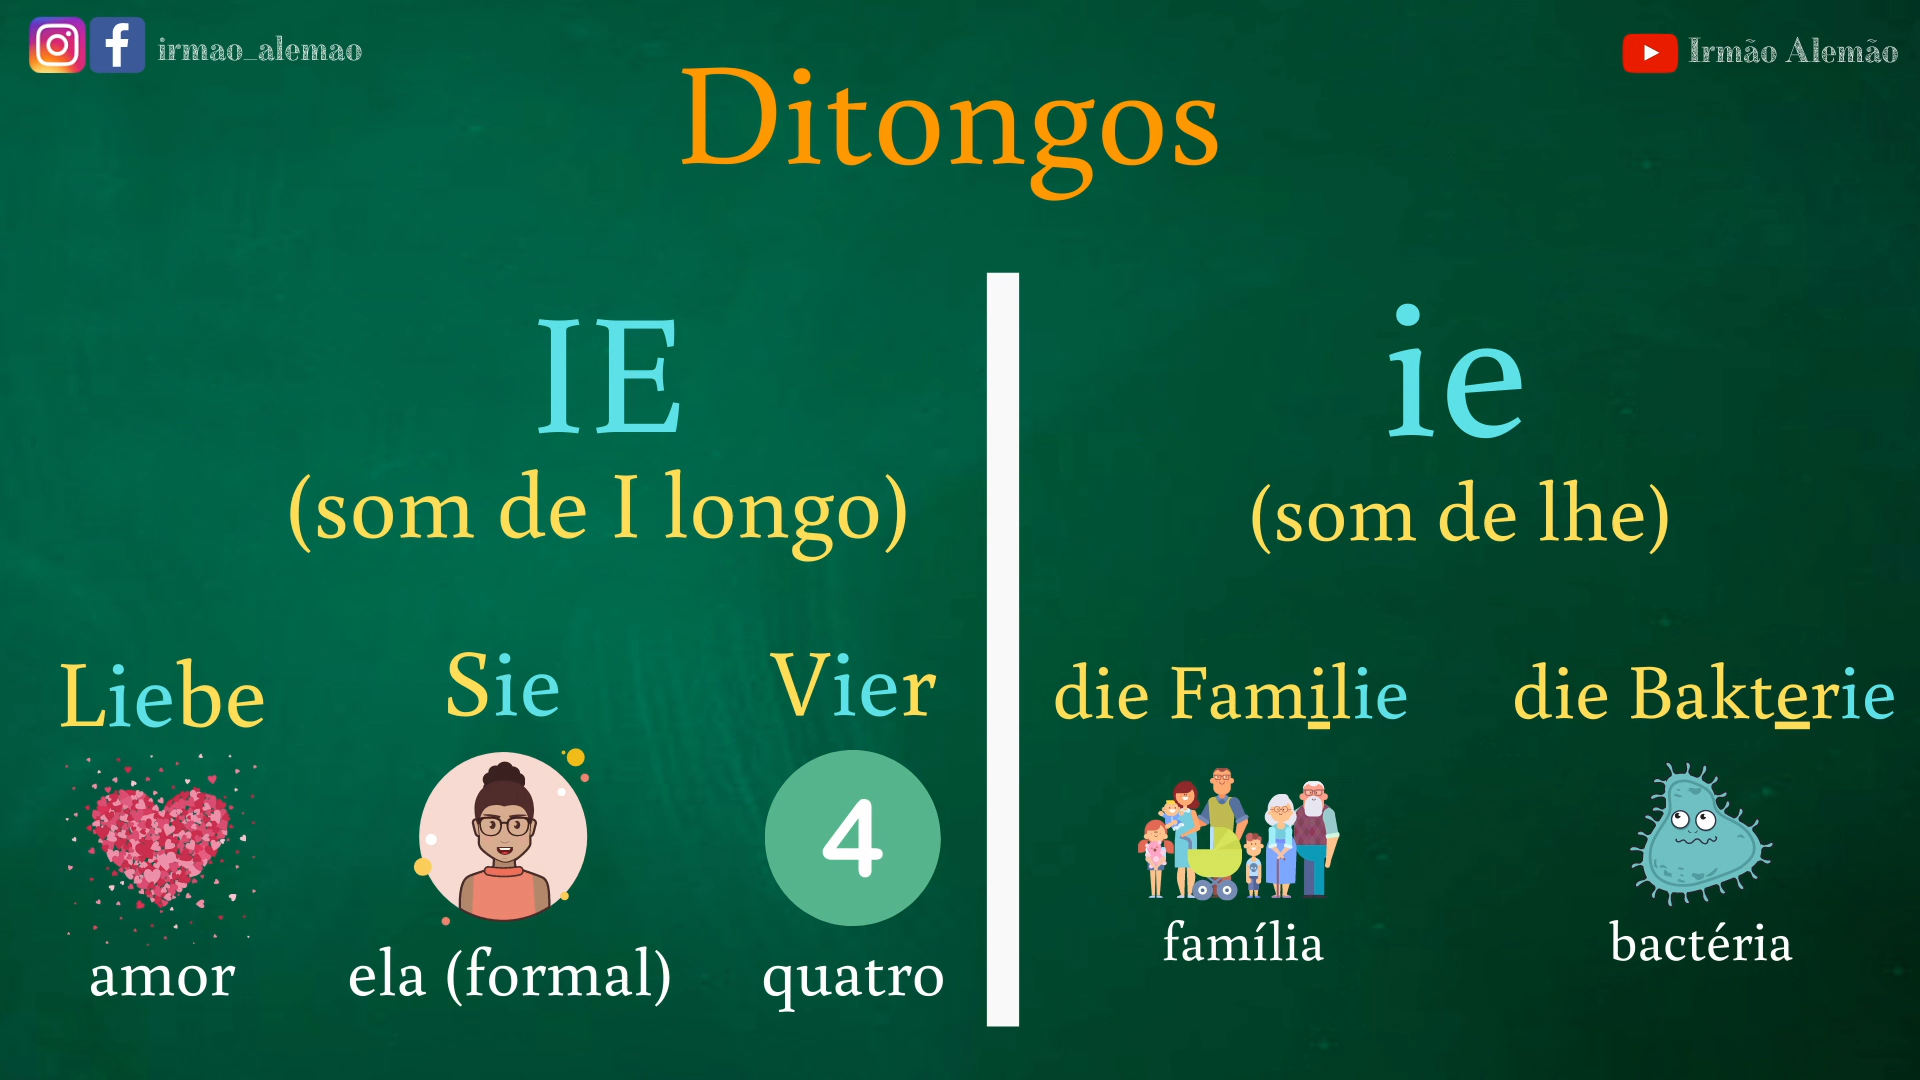 irmao_alemao
Irmão Alemão
Ditongos
IE
(som de I longo)
Liebe
Sie
Vier
4
amor
ela (formal)
quatro
ie
(som de lhe)
die Familie
die Bakterie
família
bactéria